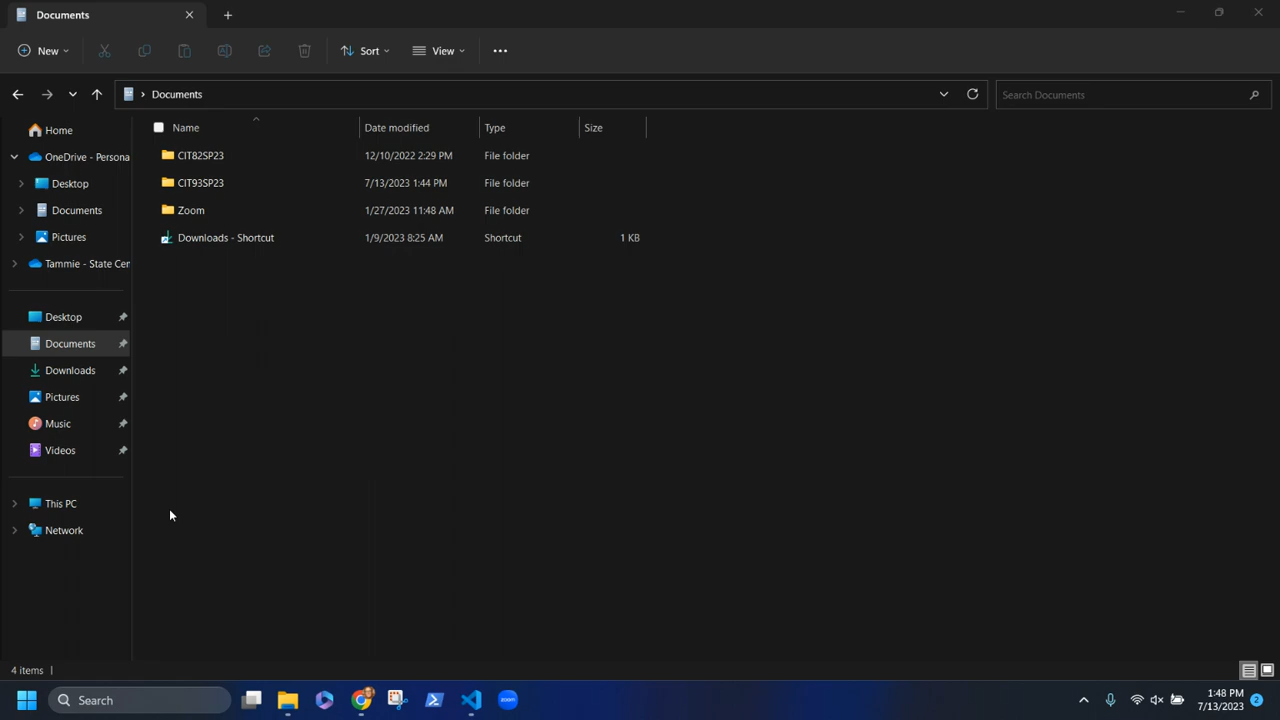 Documents
New
Sort
View
Documents
Search Documents
Name
Date modified
Type
Size
CIT82SP23
12/10/2022 2:29 PM
File folder
CIT93SP23
7/13/2023 1:44 PM
File folder
Zoom
1/27/2023 11:48 AM
File folder
Downloads - Shortcut
1/9/2023 8:25 AM
Shortcut
1 KB
Home
OneDrive - Persona
Desktop
Documents
Pictures
Tammie - State Cen
Desktop
Documents
Downloads
Pictures
Music
Videos
This PC
Network
4 items
Search
zoom
1:48 PM
7/13/2023
2